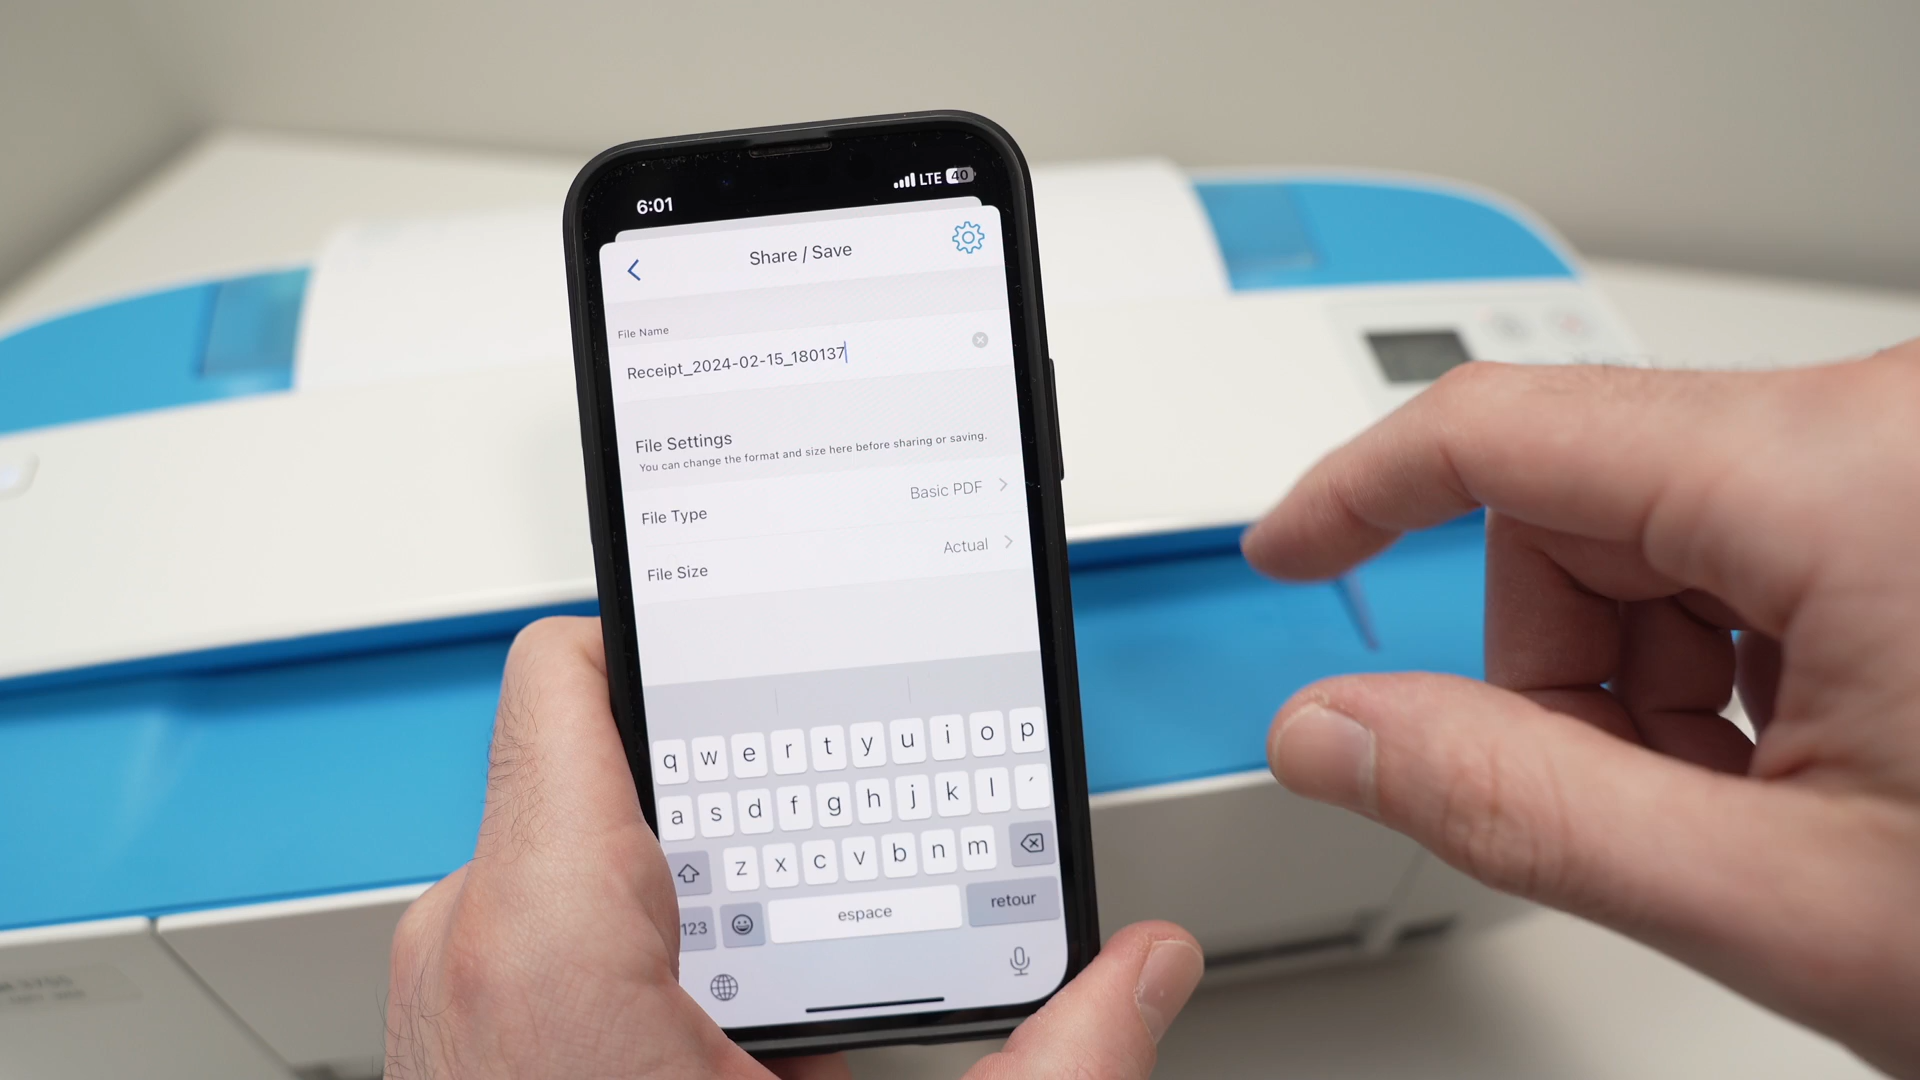 6:01 LTE 40
Share / Save
File Name
Receipt_2024-02-15_180137
File Settings
You can change the format and size here before sharing or saving.
File Type Basic PDF
File Size Actual
q w e r t y u i o p
a s d f g h j k l ´
z x c v b n m
123 espace retour